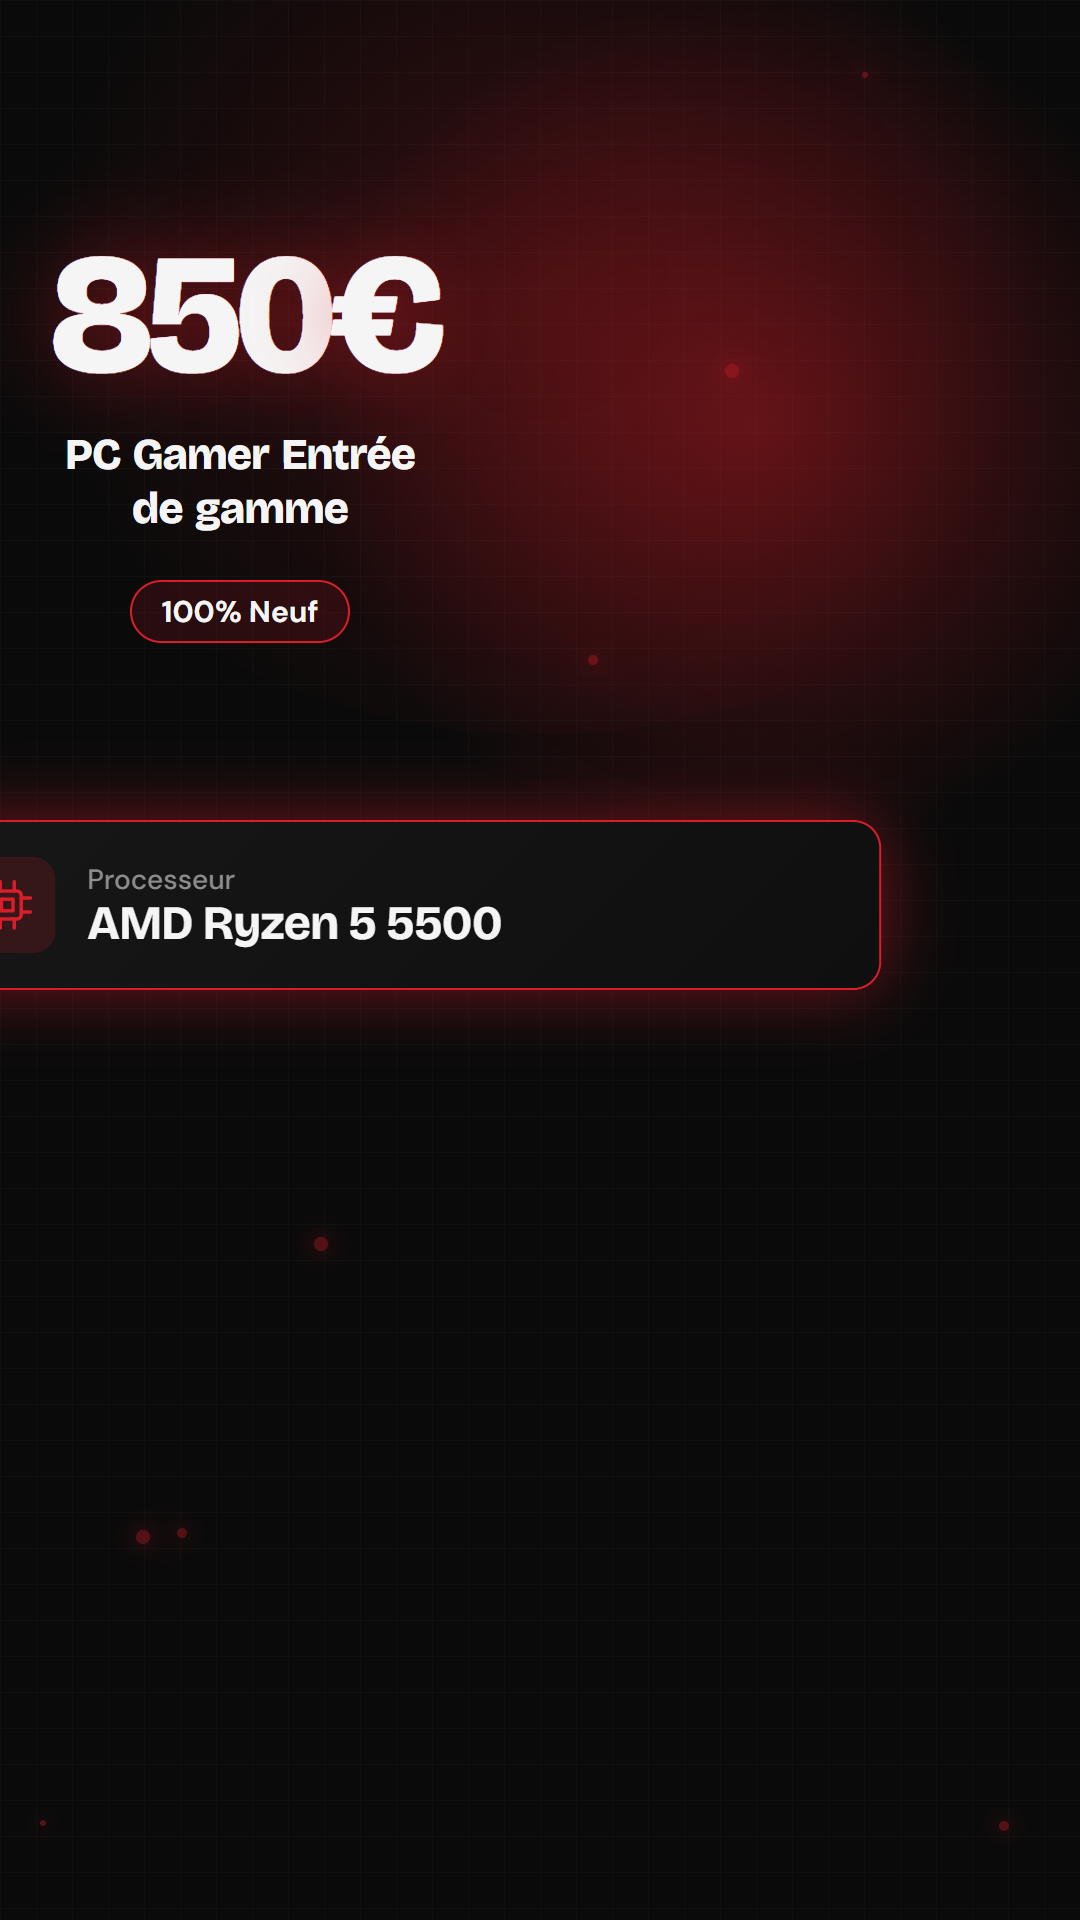 850€
PC Gamer Entrée
de gamme
100% Neuf
Processeur
AMD Ryzen 5 5500